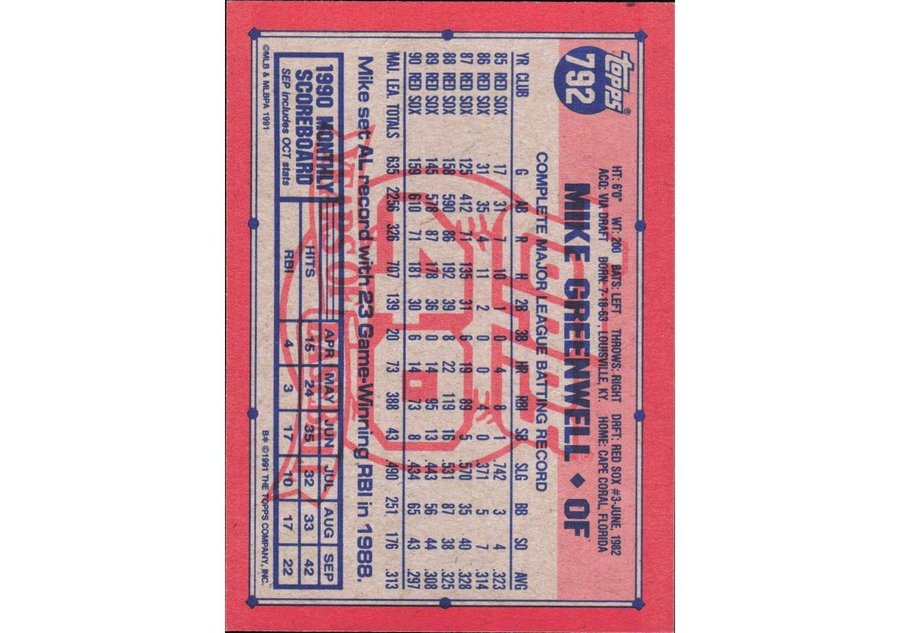 topps®
792
HT: 6'0" WT: 200 BATS: LEFT THROWS: RIGHT DRFT: RED SOX #3-JUNE, 1982
ACQ: VIA DRAFT BORN: 7-18-63, LOUISVILLE, KY. HOME: CAPE CORAL, FLORIDA
MIKE GREENWELL ◆ OF
COMPLETE MAJOR LEAGUE BATTING RECORD
YR CLUB G AB R H 2B 3B HR RBI SB SLG BB SO AVG
85 RED SOX 17 31 7 10 1 0 4 8 1 .742 3 4 .323
86 RED SOX 31 35 4 11 2 0 0 4 0 .371 5 7 .314
87 RED SOX 125 412 71 135 31 6 19 89 5 .570 35 40 .328
88 RED SOX 158 590 86 192 39 8 22 119 16 .531 87 38 .325
89 RED SOX 145 578 87 178 36 0 14 95 13 .443 56 44 .308
90 RED SOX 159 610 71 181 30 6 14 73 8 .434 65 43 .297
MAJ. LEA. TOTALS 635 2256 326 707 139 20 73 388 43 .490 251 176 .313
Mike set AL record with 23 Game-Winning RBI in 1988.
1990 MONTHLY
SCOREBOARD
SEP includes OCT stats
APR MAY JUN JUL AUG SEP
HITS 15 24 35 32 33 42
RBI 4 3 17 10 17 22
©MLB & MLBPA 1991
B* ©1991 THE TOPPS COMPANY, INC.
TOPPS
40
YEARS OF